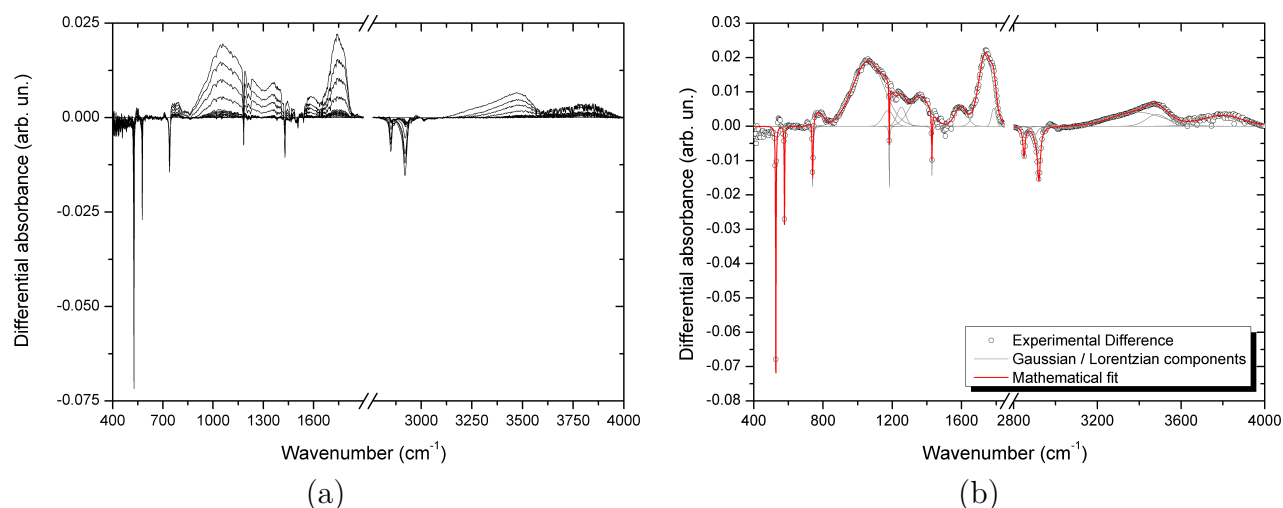 0.025
0.000
-0.025
-0.050
-0.075
400 700 1000 1300 1600 3000 3500 4000
Differential absorbance (arb. un.)
Wavenumber (cm-1)
(a)
0.03
0.02
0.01
0.00
-0.01
-0.02
-0.03
-0.04
-0.05
-0.06
-0.07
-0.08
400 800 1200 1600 2800 3200 3600 4000
Differential absorbance (arb. un.)
Experimental Difference
Gaussian / Lorentzian components
Mathematical fit
Wavenumber (cm-1)
(b)